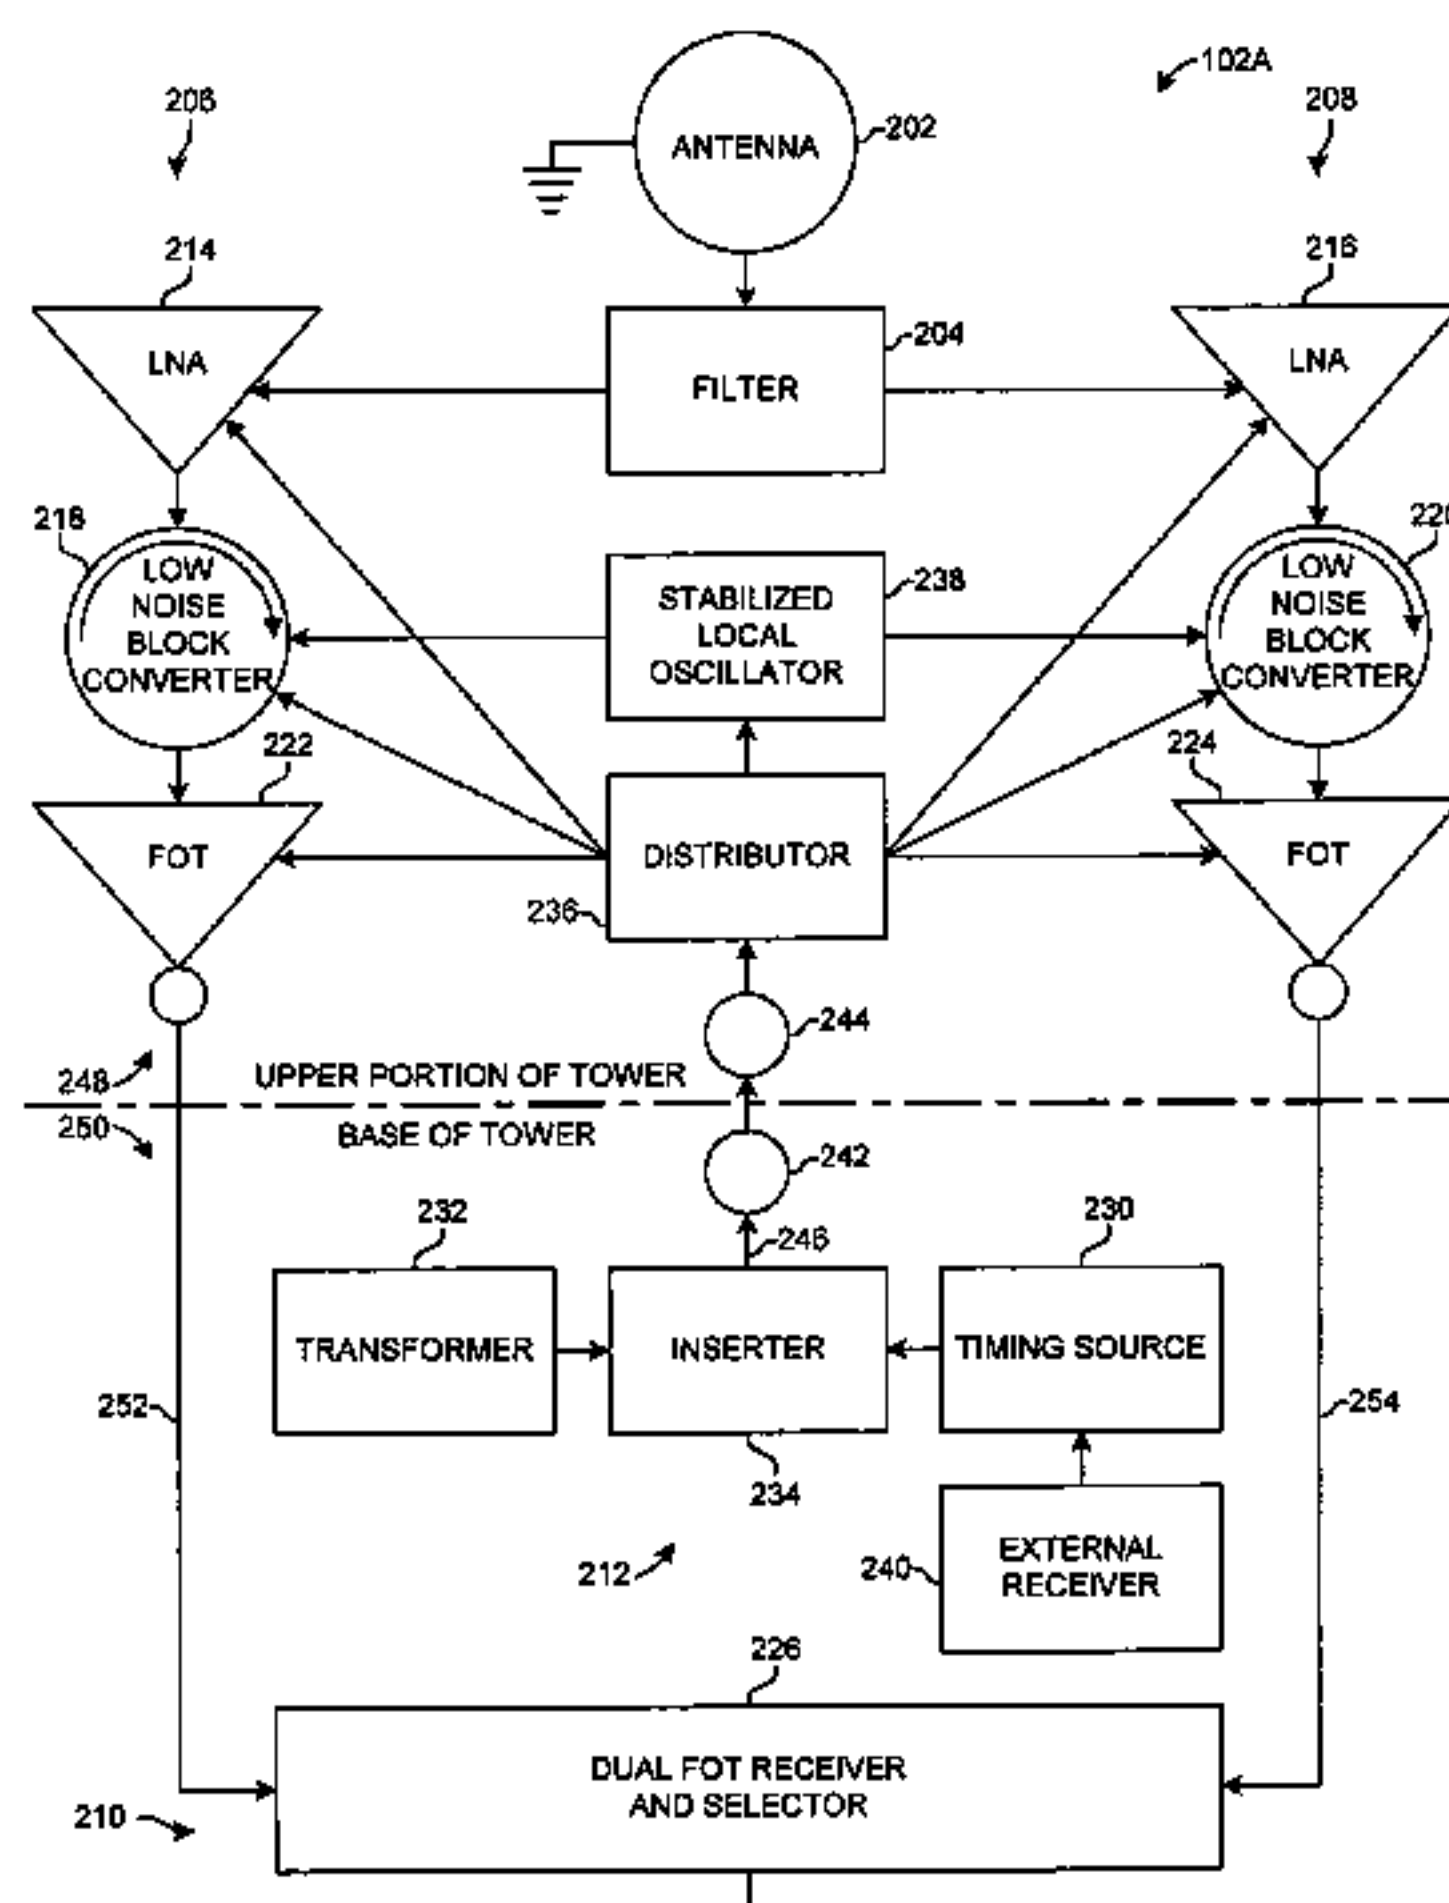 102A
206
208
ANTENNA
202
214
216
LNA
FILTER
204
LNA
218
LOW
NOISE
BLOCK
CONVERTER
STABILIZED
LOCAL
OSCILLATOR
238
LOW
NOISE
BLOCK
CONVERTER
222
224
FOT
DISTRIBUTOR
FOT
236
244
248
UPPER PORTION OF TOWER
250
BASE OF TOWER
242
232
246
230
TRANSFORMER
INSERTER
TIMING SOURCE
252
254
234
212
240
EXTERNAL
RECEIVER
226
DUAL FOT RECEIVER
AND SELECTOR
210